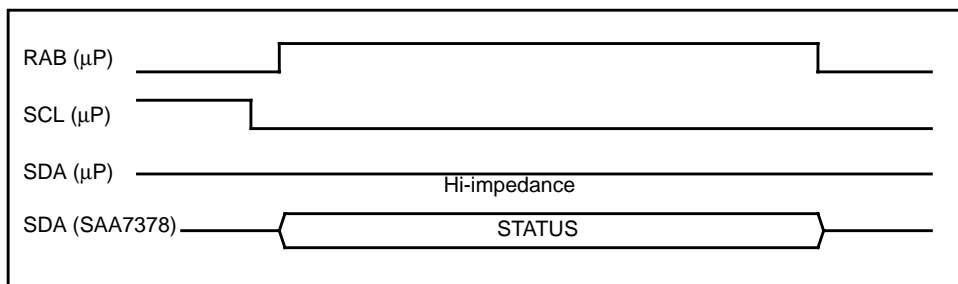 RAB (μP)
SCL (μP)
SDA (μP)
Hi-impedance
SDA (SAA7378)
STATUS